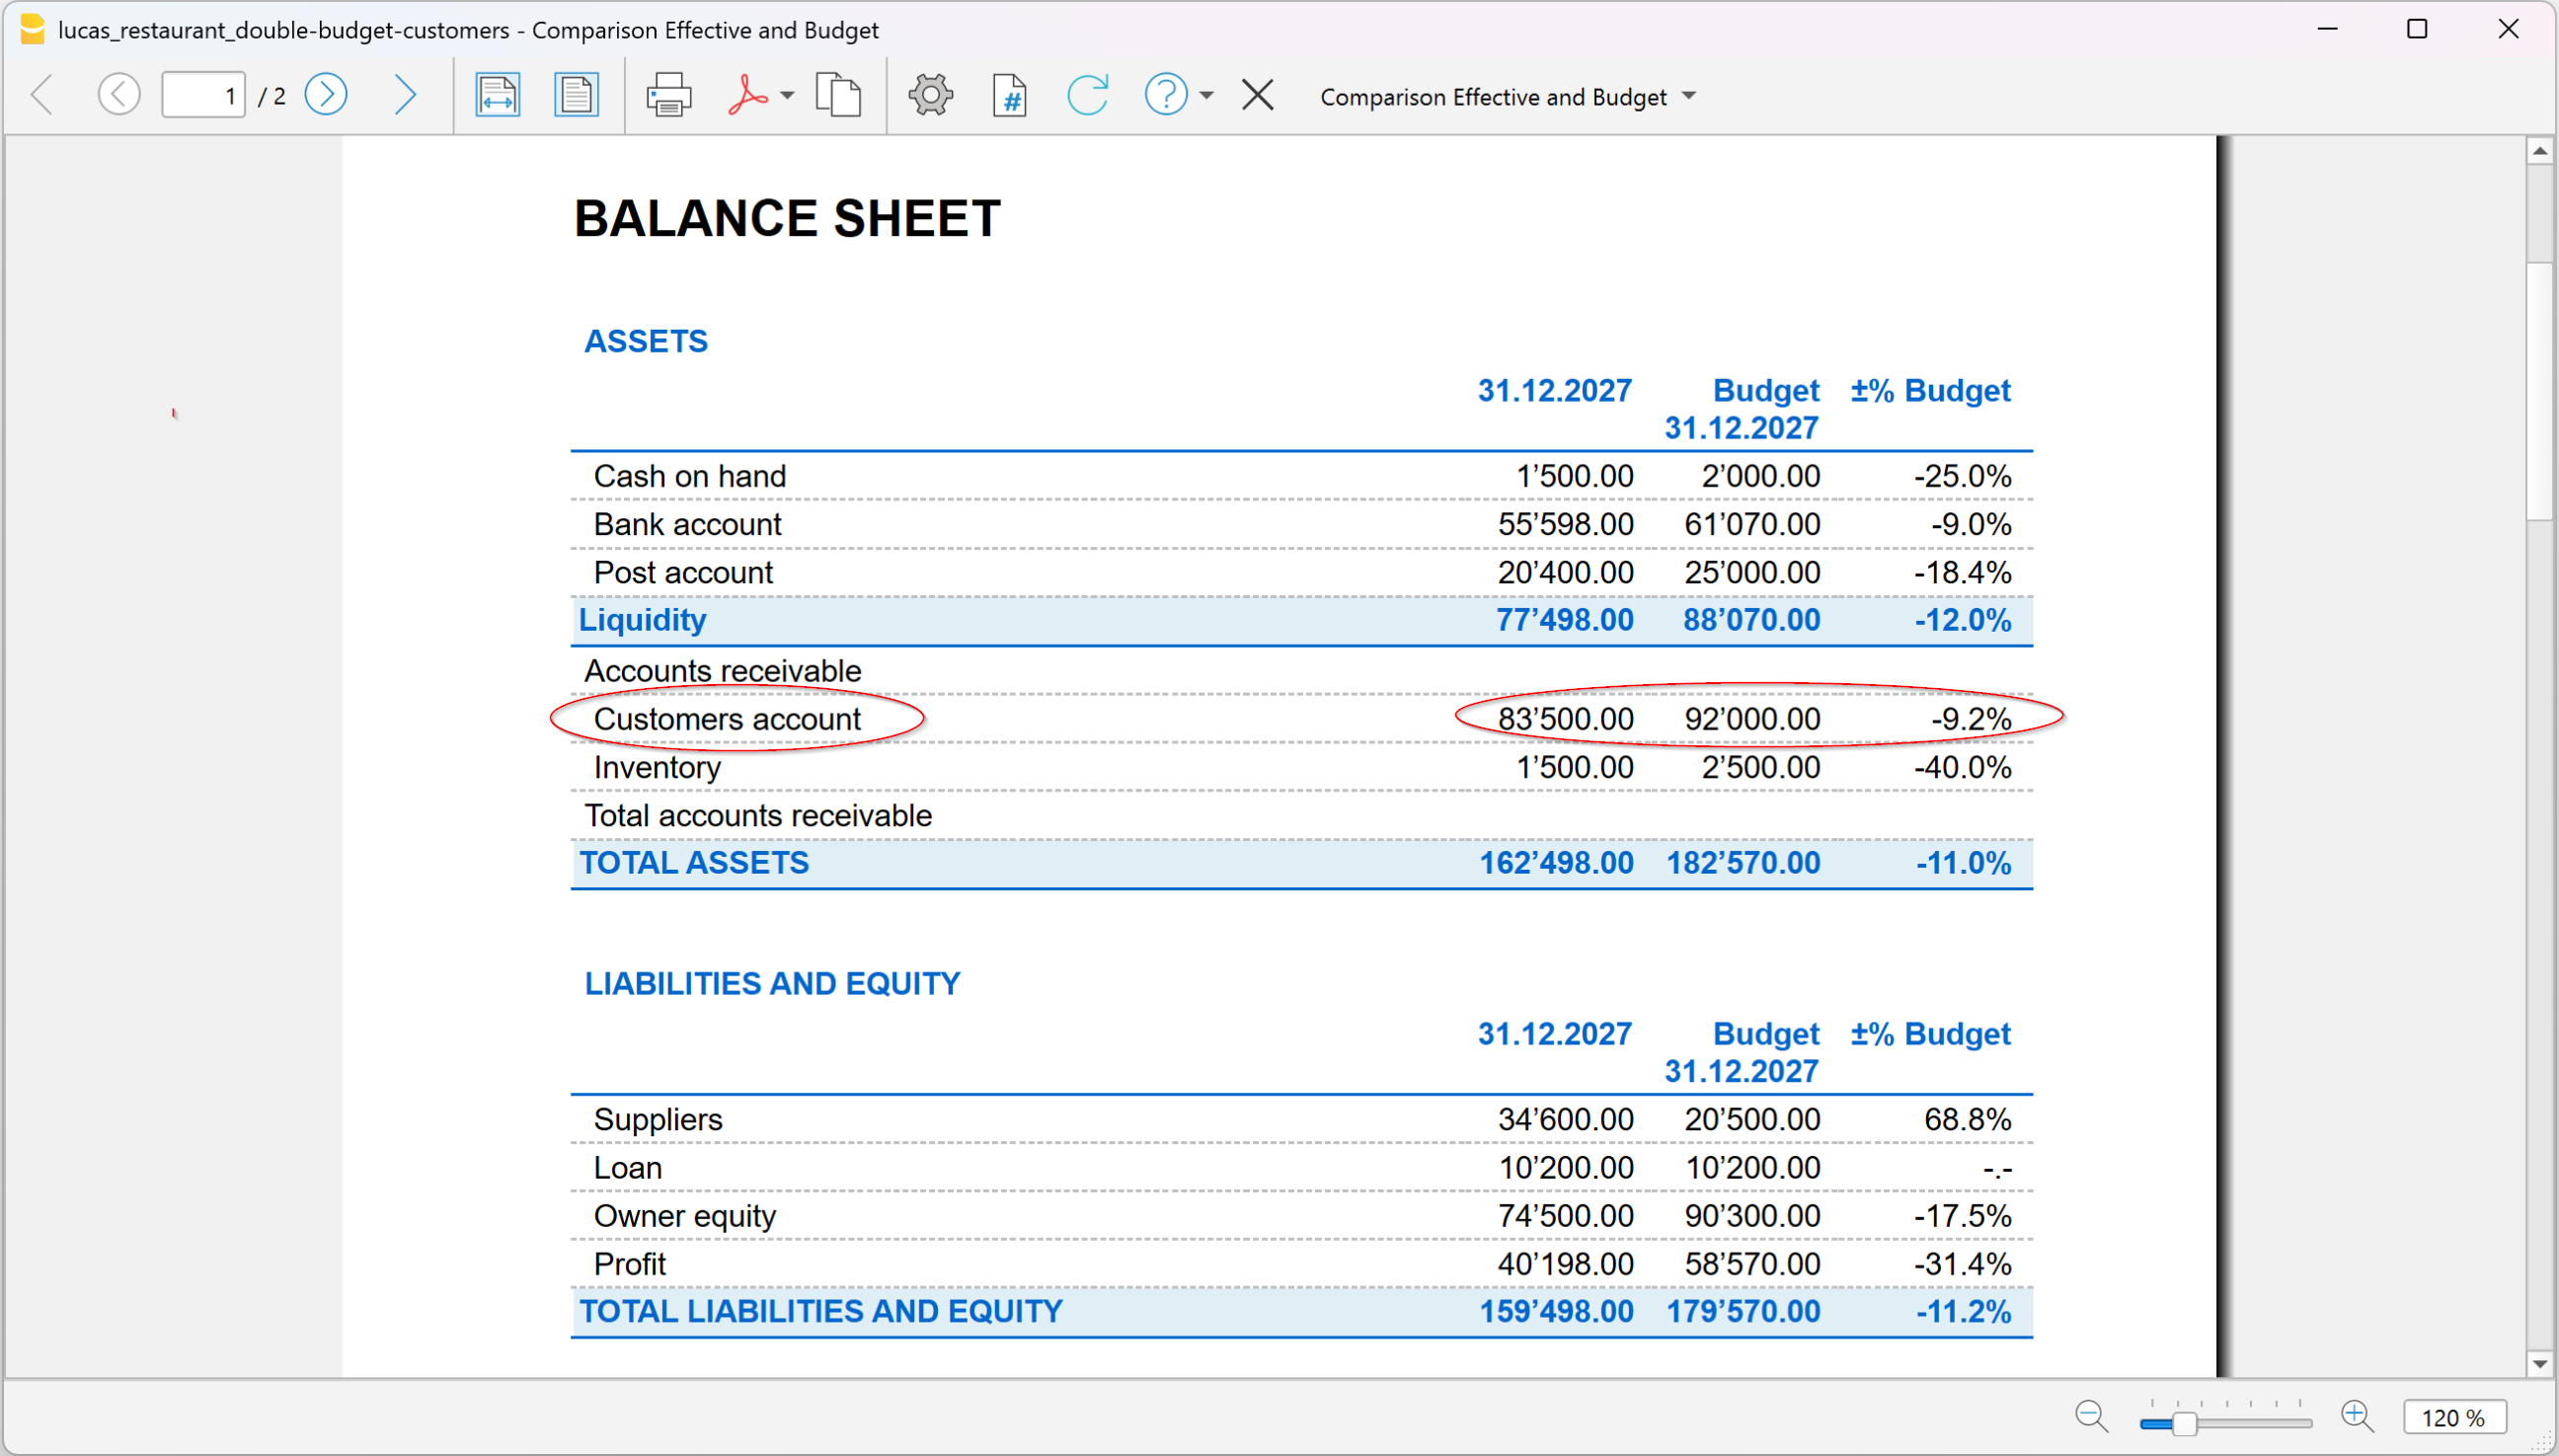 lucas_restaurant_double-budget-customers - Comparison Effective and Budget
1 / 2 # ? Comparison Effective and Budget
BALANCE SHEET
ASSETS
31.12.2027 Budget ±% Budget
31.12.2027
Cash on hand 1’500.00 2’000.00 -25.0%
Bank account 55’598.00 61’070.00 -9.0%
Post account 20’400.00 25’000.00 -18.4%
Liquidity 77’498.00 88’070.00 -12.0%
Accounts receivable
Customers account 83’500.00 92’000.00 -9.2%
Inventory 1’500.00 2’500.00 -40.0%
Total accounts receivable
TOTAL ASSETS 162’498.00 182’570.00 -11.0%
LIABILITIES AND EQUITY
31.12.2027 Budget ±% Budget
31.12.2027
Suppliers 34’600.00 20’500.00 68.8%
Loan 10’200.00 10’200.00 -.-
Owner equity 74’500.00 90’300.00 -17.5%
Profit 40’198.00 58’570.00 -31.4%
TOTAL LIABILITIES AND EQUITY 159’498.00 179’570.00 -11.2%
120 %